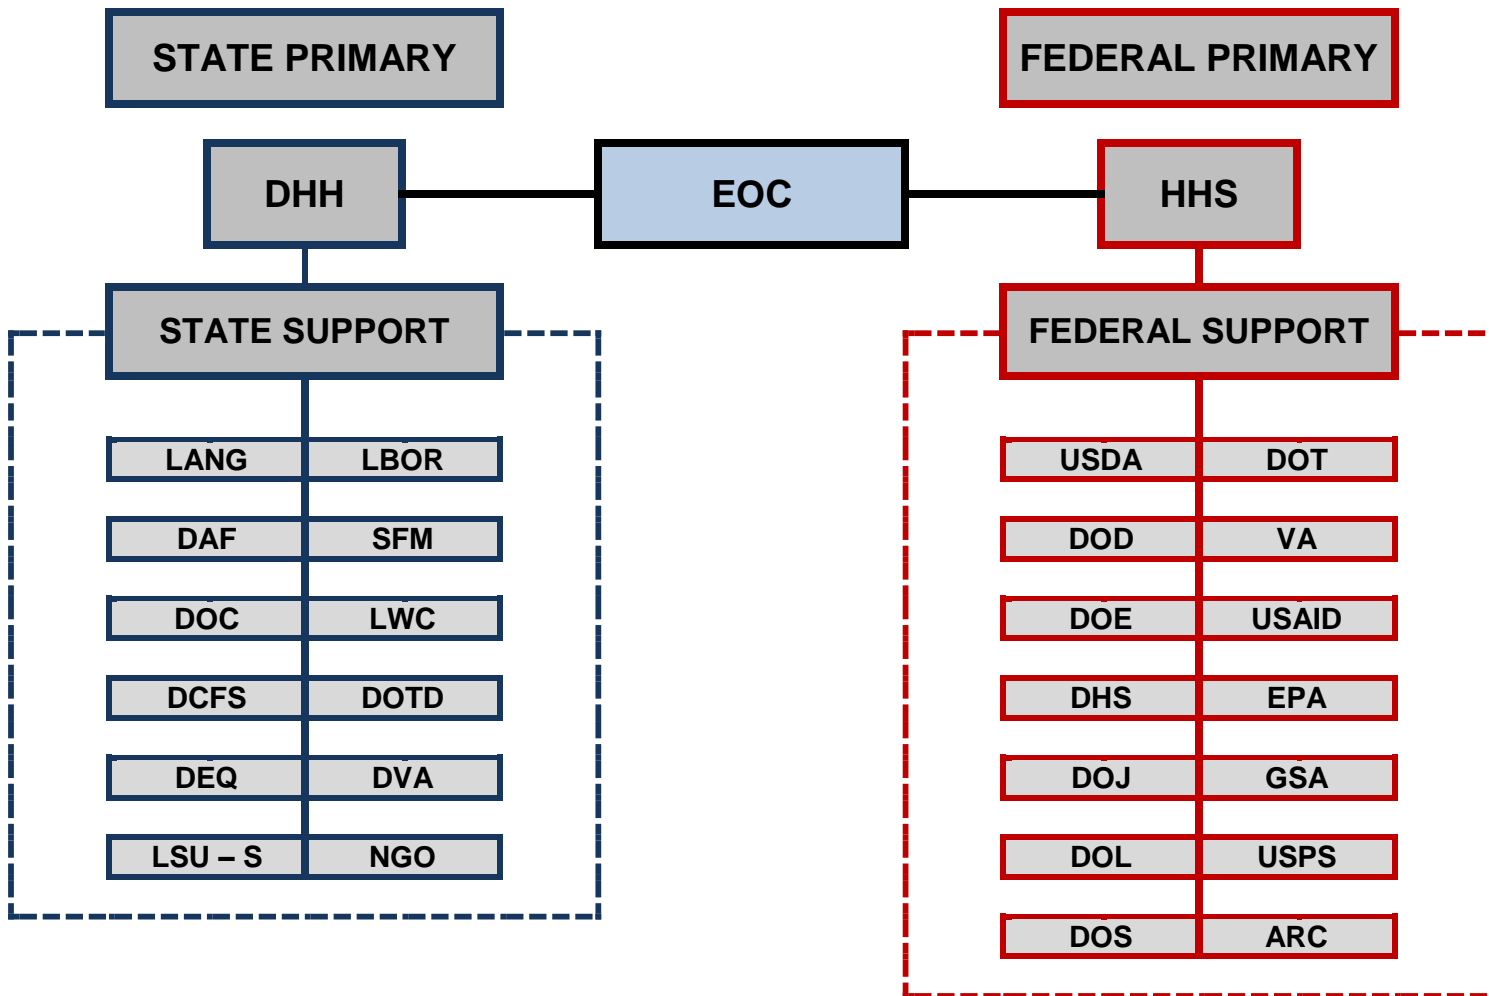 STATE PRIMARY
FEDERAL PRIMARY
DHH
EOC
HHS
STATE SUPPORT
FEDERAL SUPPORT
LANG
LBOR
DAF
SFM
DOC
LWC
DCFS
DOTD
DEQ
DVA
LSU – S
NGO
USDA
DOT
DOD
VA
DOE
USAID
DHS
EPA
DOJ
GSA
DOL
USPS
DOS
ARC